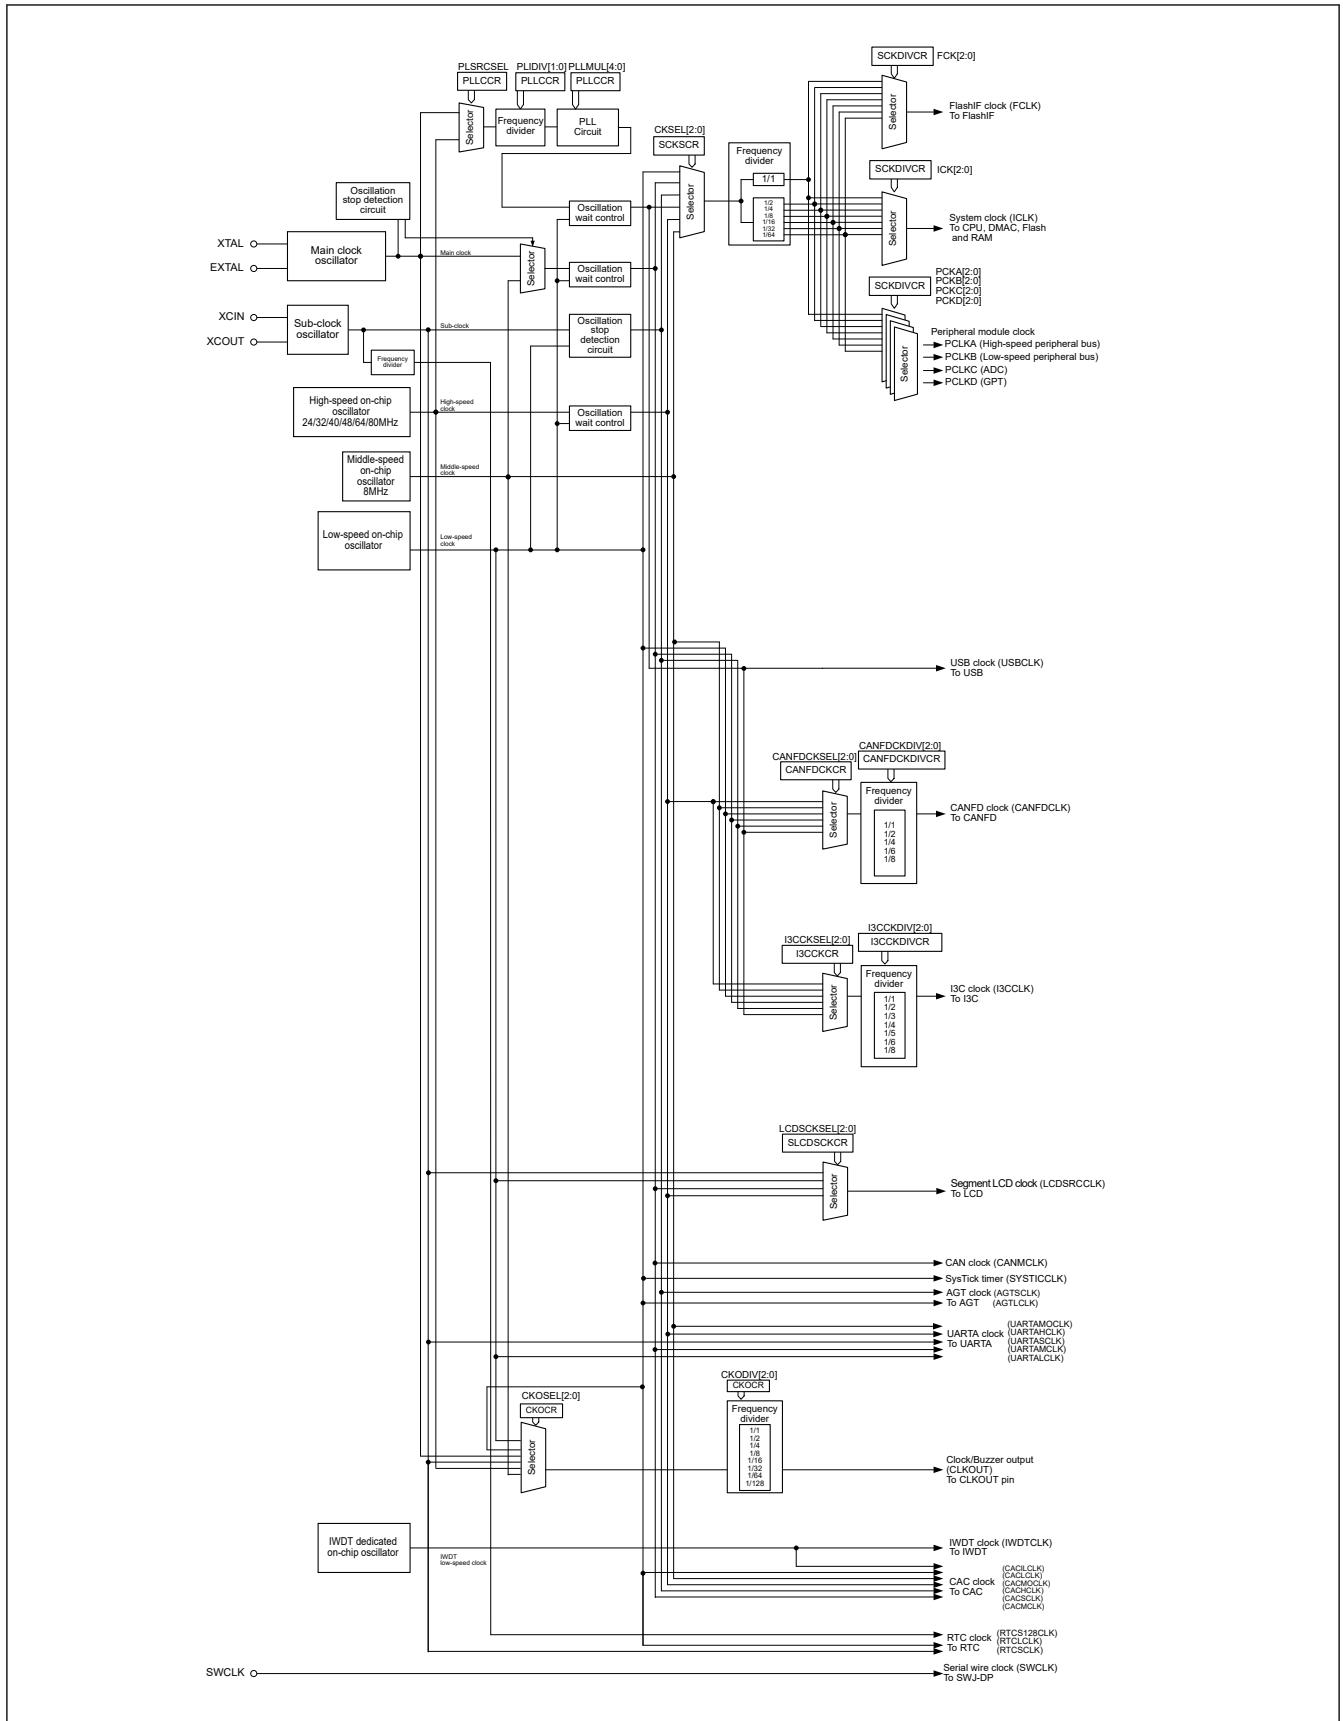 SCKDIVCR FCK[2:0]
PLSRCSEL PLIDIV[1:0] PLLMUL[4:0]
PLLCCR PLLCCR PLLCCR
Selector
Frequency
divider
PLL
Circuit
Selector
FlashIF clock (FCLK)
To FlashIF
CKSEL[2:0]
SCKSCR
Selector
Frequency
divider
1/1
1/2
1/4
1/8
1/16
1/32
1/64
SCKDIVCR ICK[2:0]
Selector
System clock (ICLK)
To CPU, DMAC, Flash
and RAM
Oscillation
stop detection
circuit
Oscillation
wait control
XTAL
EXTAL
Main clock
oscillator
Main clock
Selector
Oscillation
wait control
SCKDIVCR
PCKA[2:0]
PCKB[2:0]
PCKC[2:0]
PCKD[2:0]
Selector
Peripheral module clock
PCLKA (High-speed peripheral bus)
PCLKB (Low-speed peripheral bus)
PCLKC (ADC)
PCLKD (GPT)
XCIN
XCOUT
Sub-clock
oscillator
Sub-clock
Oscillation
stop
detection
circuit
Frequency
divider
High-speed on-chip
oscillator
24/32/40/48/64/80MHz
High-speed
clock
Oscillation
wait control
Middle-speed
on-chip
oscillator
8MHz
Middle-speed
clock
Low-speed on-chip
oscillator
Low-speed
clock
USB clock (USBCLK)
To USB
CANFDCKSEL[2:0]
CANFDCKCR
Selector
CANFDCKDIV[2:0]
CANFDCKDIVCR
Frequency
divider
1/1
1/2
1/4
1/6
1/8
CANFD clock (CANFDCLK)
To CANFD
I3CCKSEL[2:0]
I3CCKCR
Selector
I3CCKDIV[2:0]
I3CCKDIVCR
Frequency
divider
1/1
1/2
1/3
1/4
1/5
1/6
1/8
I3C clock (I3CCLK)
To I3C
LCDSCKSEL[2:0]
SLCDSCKCR
Selector
Segment LCD clock (LCDSRCCLK)
To LCD
CAN clock (CANMCLK)
SysTick timer (SYSTICCLK)
AGT clock (AGTSCLK)
To AGT (AGTLCLK)
UARTA clock
To UARTA
(UARTAMOCLK)
(UARTAHCLK)
(UARTASCLK)
(UARTAMCLK)
(UARTALCLK)
CKOSEL[2:0]
CKOCR
Selector
CKODIV[2:0]
CKOCR
Frequency
divider
1/1
1/2
1/4
1/8
1/16
1/32
1/64
1/128
Clock/Buzzer output
(CLKOUT)
To CLKOUT pin
IWDT dedicated
on-chip oscillator
IWDT
low-speed clock
IWDT clock (IWDTCLK)
To IWDT
CAC clock
To CAC
(CACILCLK)
(CACLCLK)
(CACMOCLK)
(CACHCLK)
(CACSCLK)
(CACMCLK)
RTC clock
To RTC
(RTCS128CLK)
(RTCLCLK)
(RTCSCLK)
SWCLK
Serial wire clock (SWCLK)
To SWJ-DP